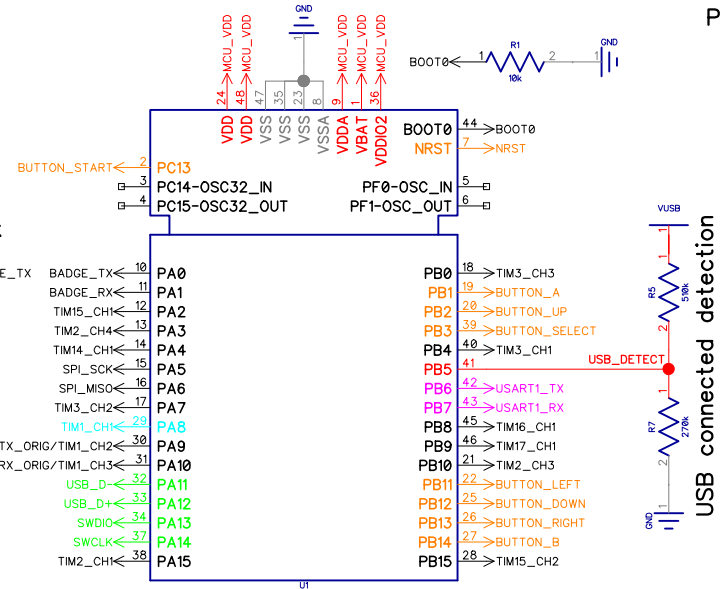 P
GND
1
MCU_VDD
MCU_VDD
MCU_VDD
MCU_VDD
MCU_VDD
24
48
47
35
23
8
9
1
36
VDD
VDD
VSS
VSS
VSS
VSSA
VDDA
VBAT
VDDIO2
BOOT0
1
R1
10k
2
1
GND
BOOT0 44 BOOT0
NRST 7 NRST
BUTTON_START 2 PC13
3 PC14-OSC32_IN
4 PC15-OSC32_OUT
PF0-OSC_IN 5
PF1-OSC_OUT 6
E_TX
BADGE_TX 10 PA0
BADGE_RX 11 PA1
TIM15_CH1 12 PA2
TIM2_CH4 13 PA3
TIM14_CH1 14 PA4
SPI_SCK 15 PA5
SPI_MISO 16 PA6
TIM3_CH2 17 PA7
TIM1_CH1 29 PA8
TX_ORIG/TIM1_CH2 30 PA9
RX_ORIG/TIM1_CH3 31 PA10
USB_D- 32 PA11
USB_D+ 33 PA12
SWDIO 34 PA13
SWCLK 37 PA14
TIM2_CH1 38 PA15
PB0 18 TIM3_CH3
PB1 19 BUTTON_A
PB2 20 BUTTON_UP
PB3 39 BUTTON_SELECT
PB4 40 TIM3_CH1
PB5 41 USB_DETECT
PB6 42 USART1_TX
PB7 43 USART1_RX
PB8 45 TIM16_CH1
PB9 46 TIM17_CH1
PB10 21 TIM2_CH3
PB11 22 BUTTON_LEFT
PB12 25 BUTTON_DOWN
PB13 26 BUTTON_RIGHT
PB14 27 BUTTON_B
PB15 28 TIM15_CH2
U1
VUSB
1
1
R5
510k
2
1
R7
270k
2
1
GND
USB connected detection